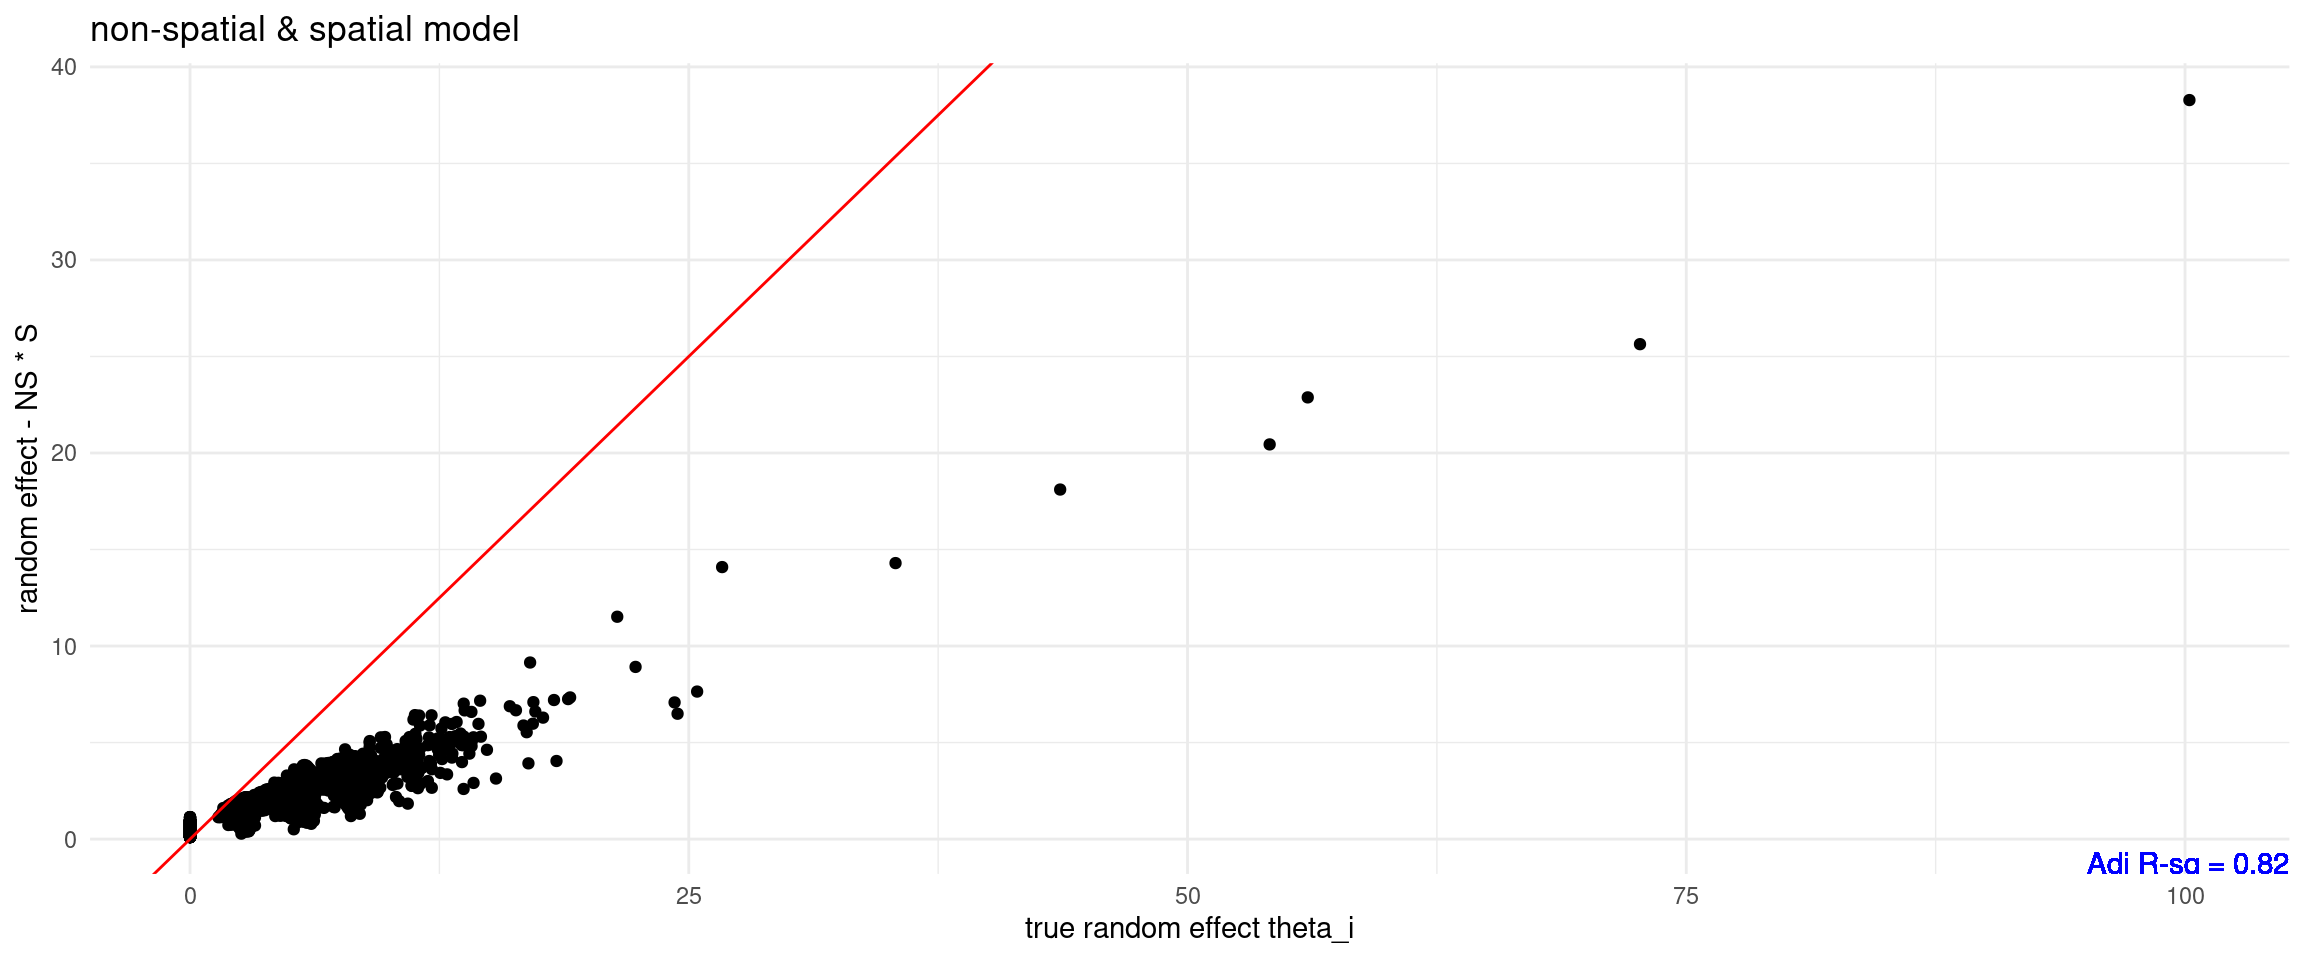 non-spatial & spatial model
random effect - NS * S
40
30
20
10
0
0 25 50 75 100
Adj R-sq = 0.82
true random effect theta_i